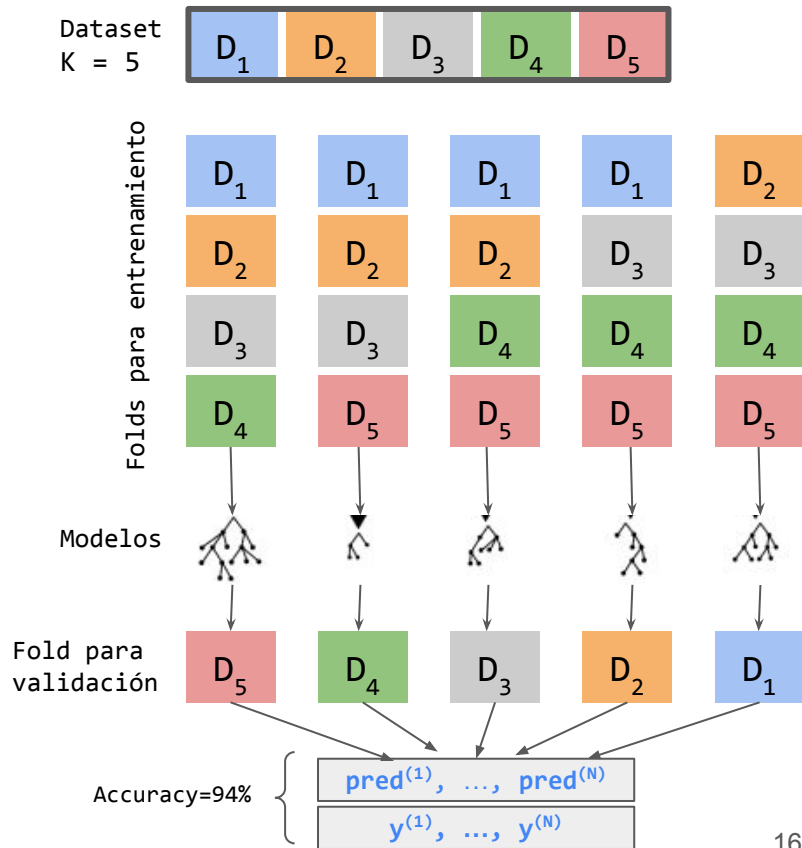 Dataset
K = 5
D₁ D₂ D₃ D₄ D₅
Folds para entrenamiento
D₁ D₁ D₁ D₁ D₂
D₂ D₂ D₂ D₃ D₃
D₃ D₃ D₄ D₄ D₄
D₄ D₅ D₅ D₅ D₅
Modelos
Fold para
validación
D₅ D₄ D₃ D₂ D₁
Accuracy=94%
pred⁽¹⁾, ..., pred⁽ᴺ⁾
y⁽¹⁾, ..., y⁽ᴺ⁾
16